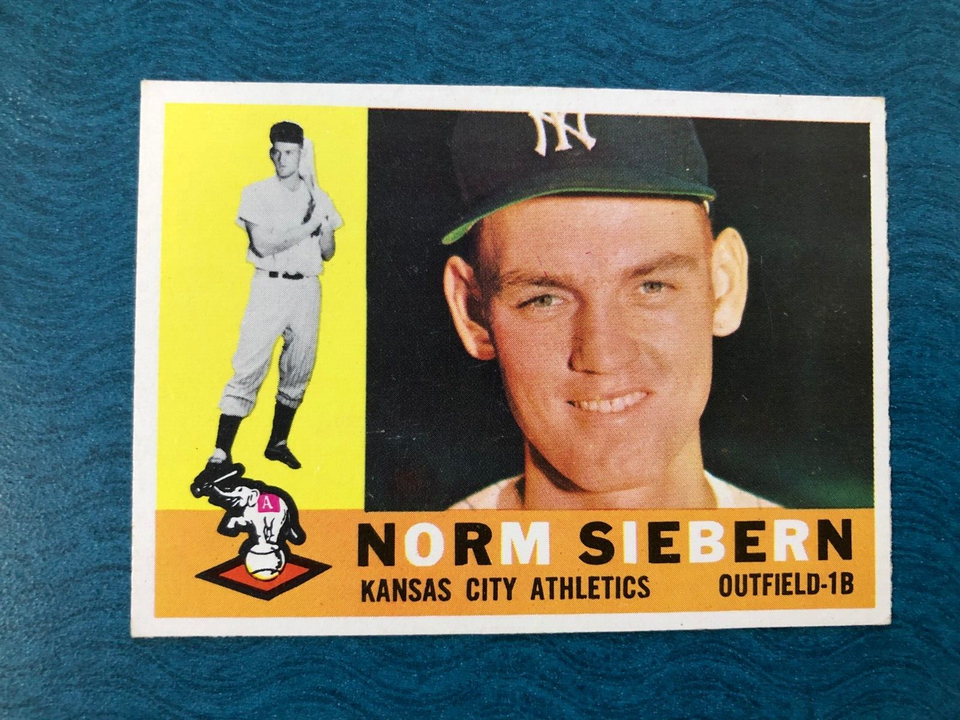 NY
A
NORM SIEBERN
KANSAS CITY ATHLETICS OUTFIELD-1B